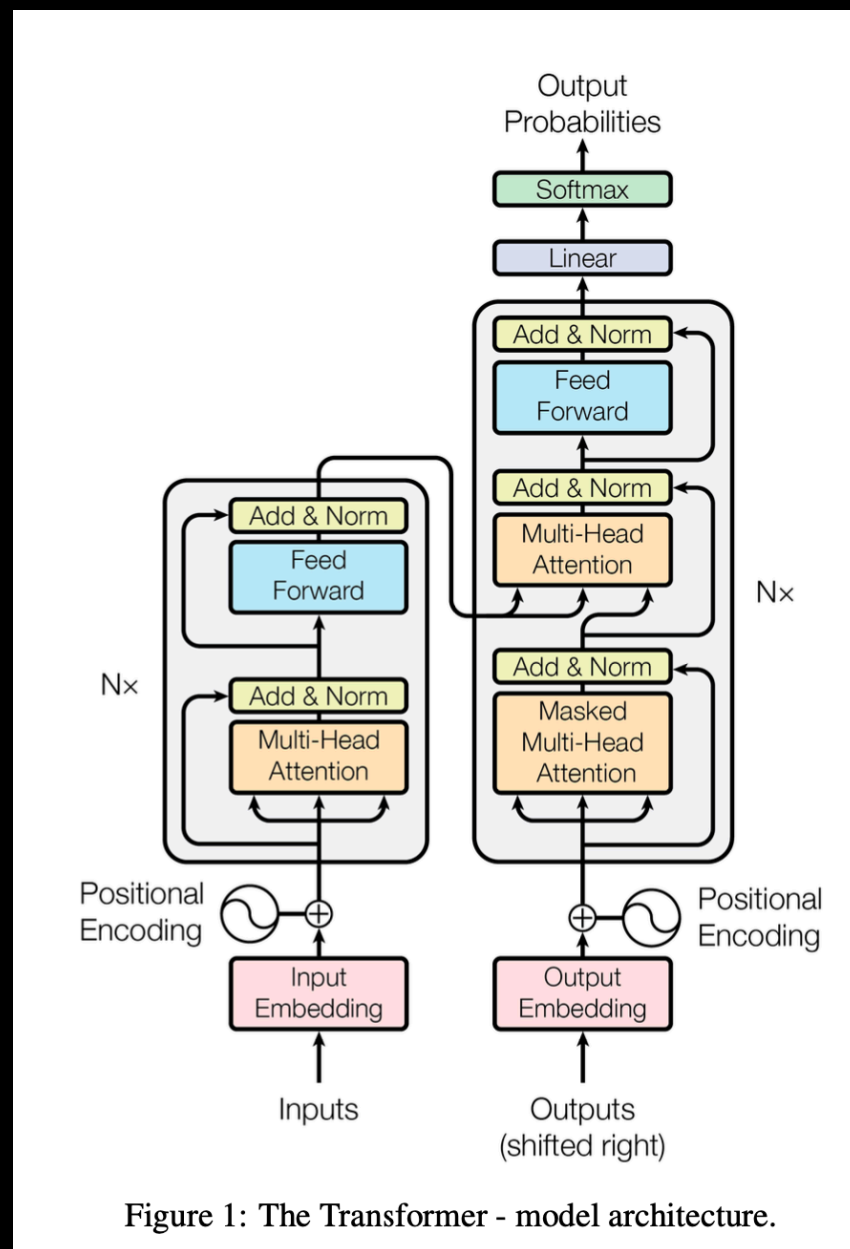 Output
Probabilities
Softmax
Linear
Add & Norm
Feed
Forward
Add & Norm
Multi-Head
Attention
Add & Norm
Masked
Multi-Head
Attention
N×
Add & Norm
Feed
Forward
Add & Norm
Multi-Head
Attention
N×
Positional
Encoding
Positional
Encoding
Input
Embedding
Output
Embedding
Inputs
Outputs
(shifted right)
Figure 1: The Transformer - model architecture.